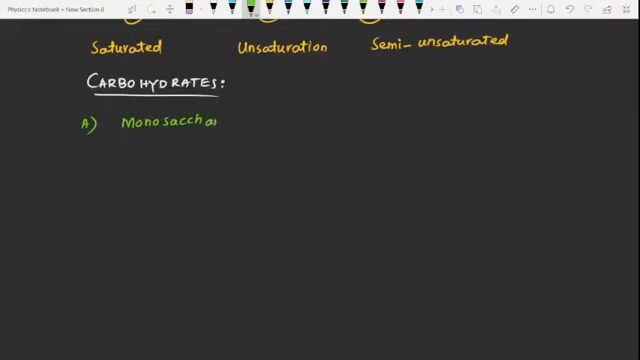 Physics's Notebook » New Section 8
Saturated Unsaturation Semi-unsaturated
CARBOHYDRATES:
A) Monosacchar